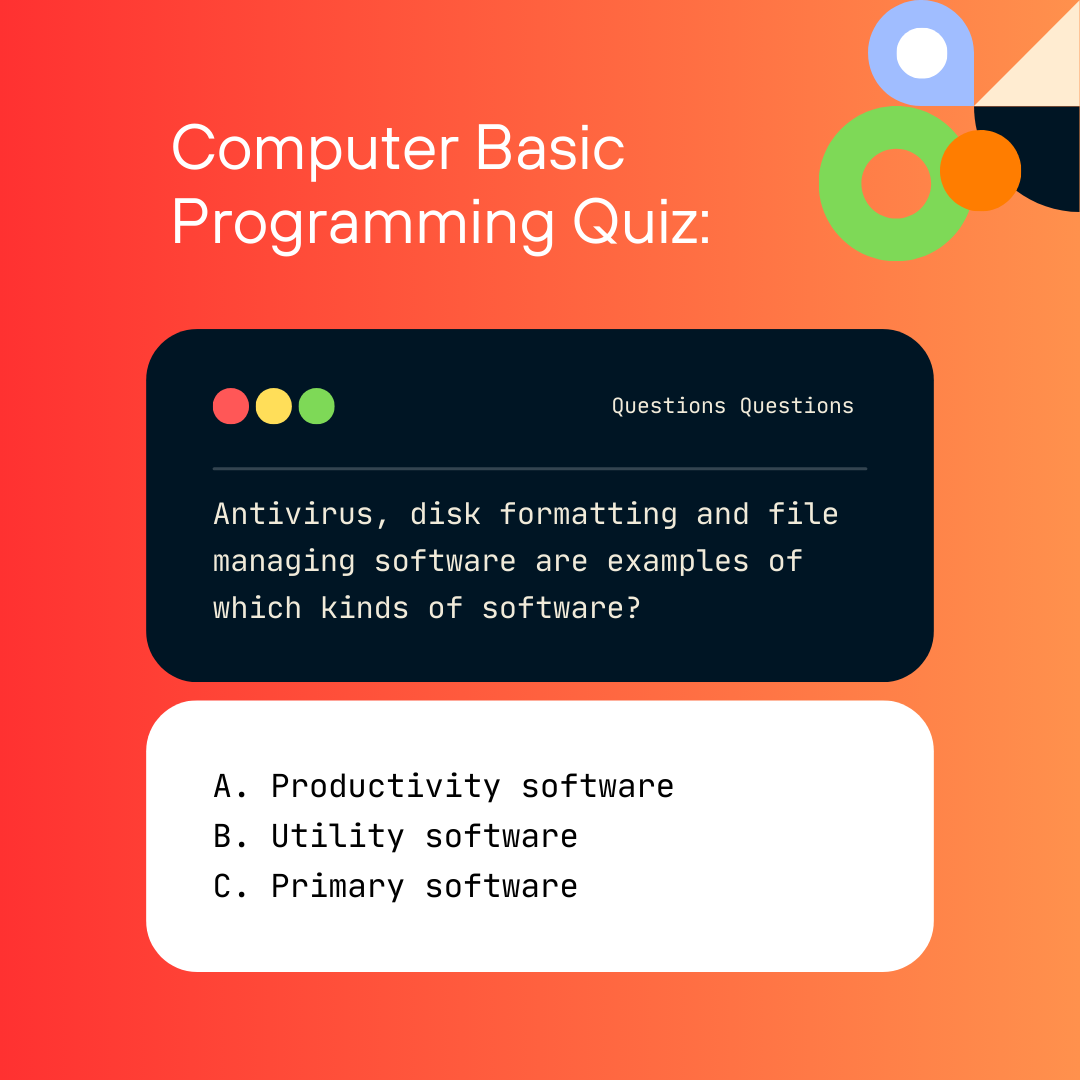 Computer Basic
Programming Quiz:
Questions Questions
Antivirus, disk formatting and file
managing software are examples of
which kinds of software?
A. Productivity software
B. Utility software
C. Primary software